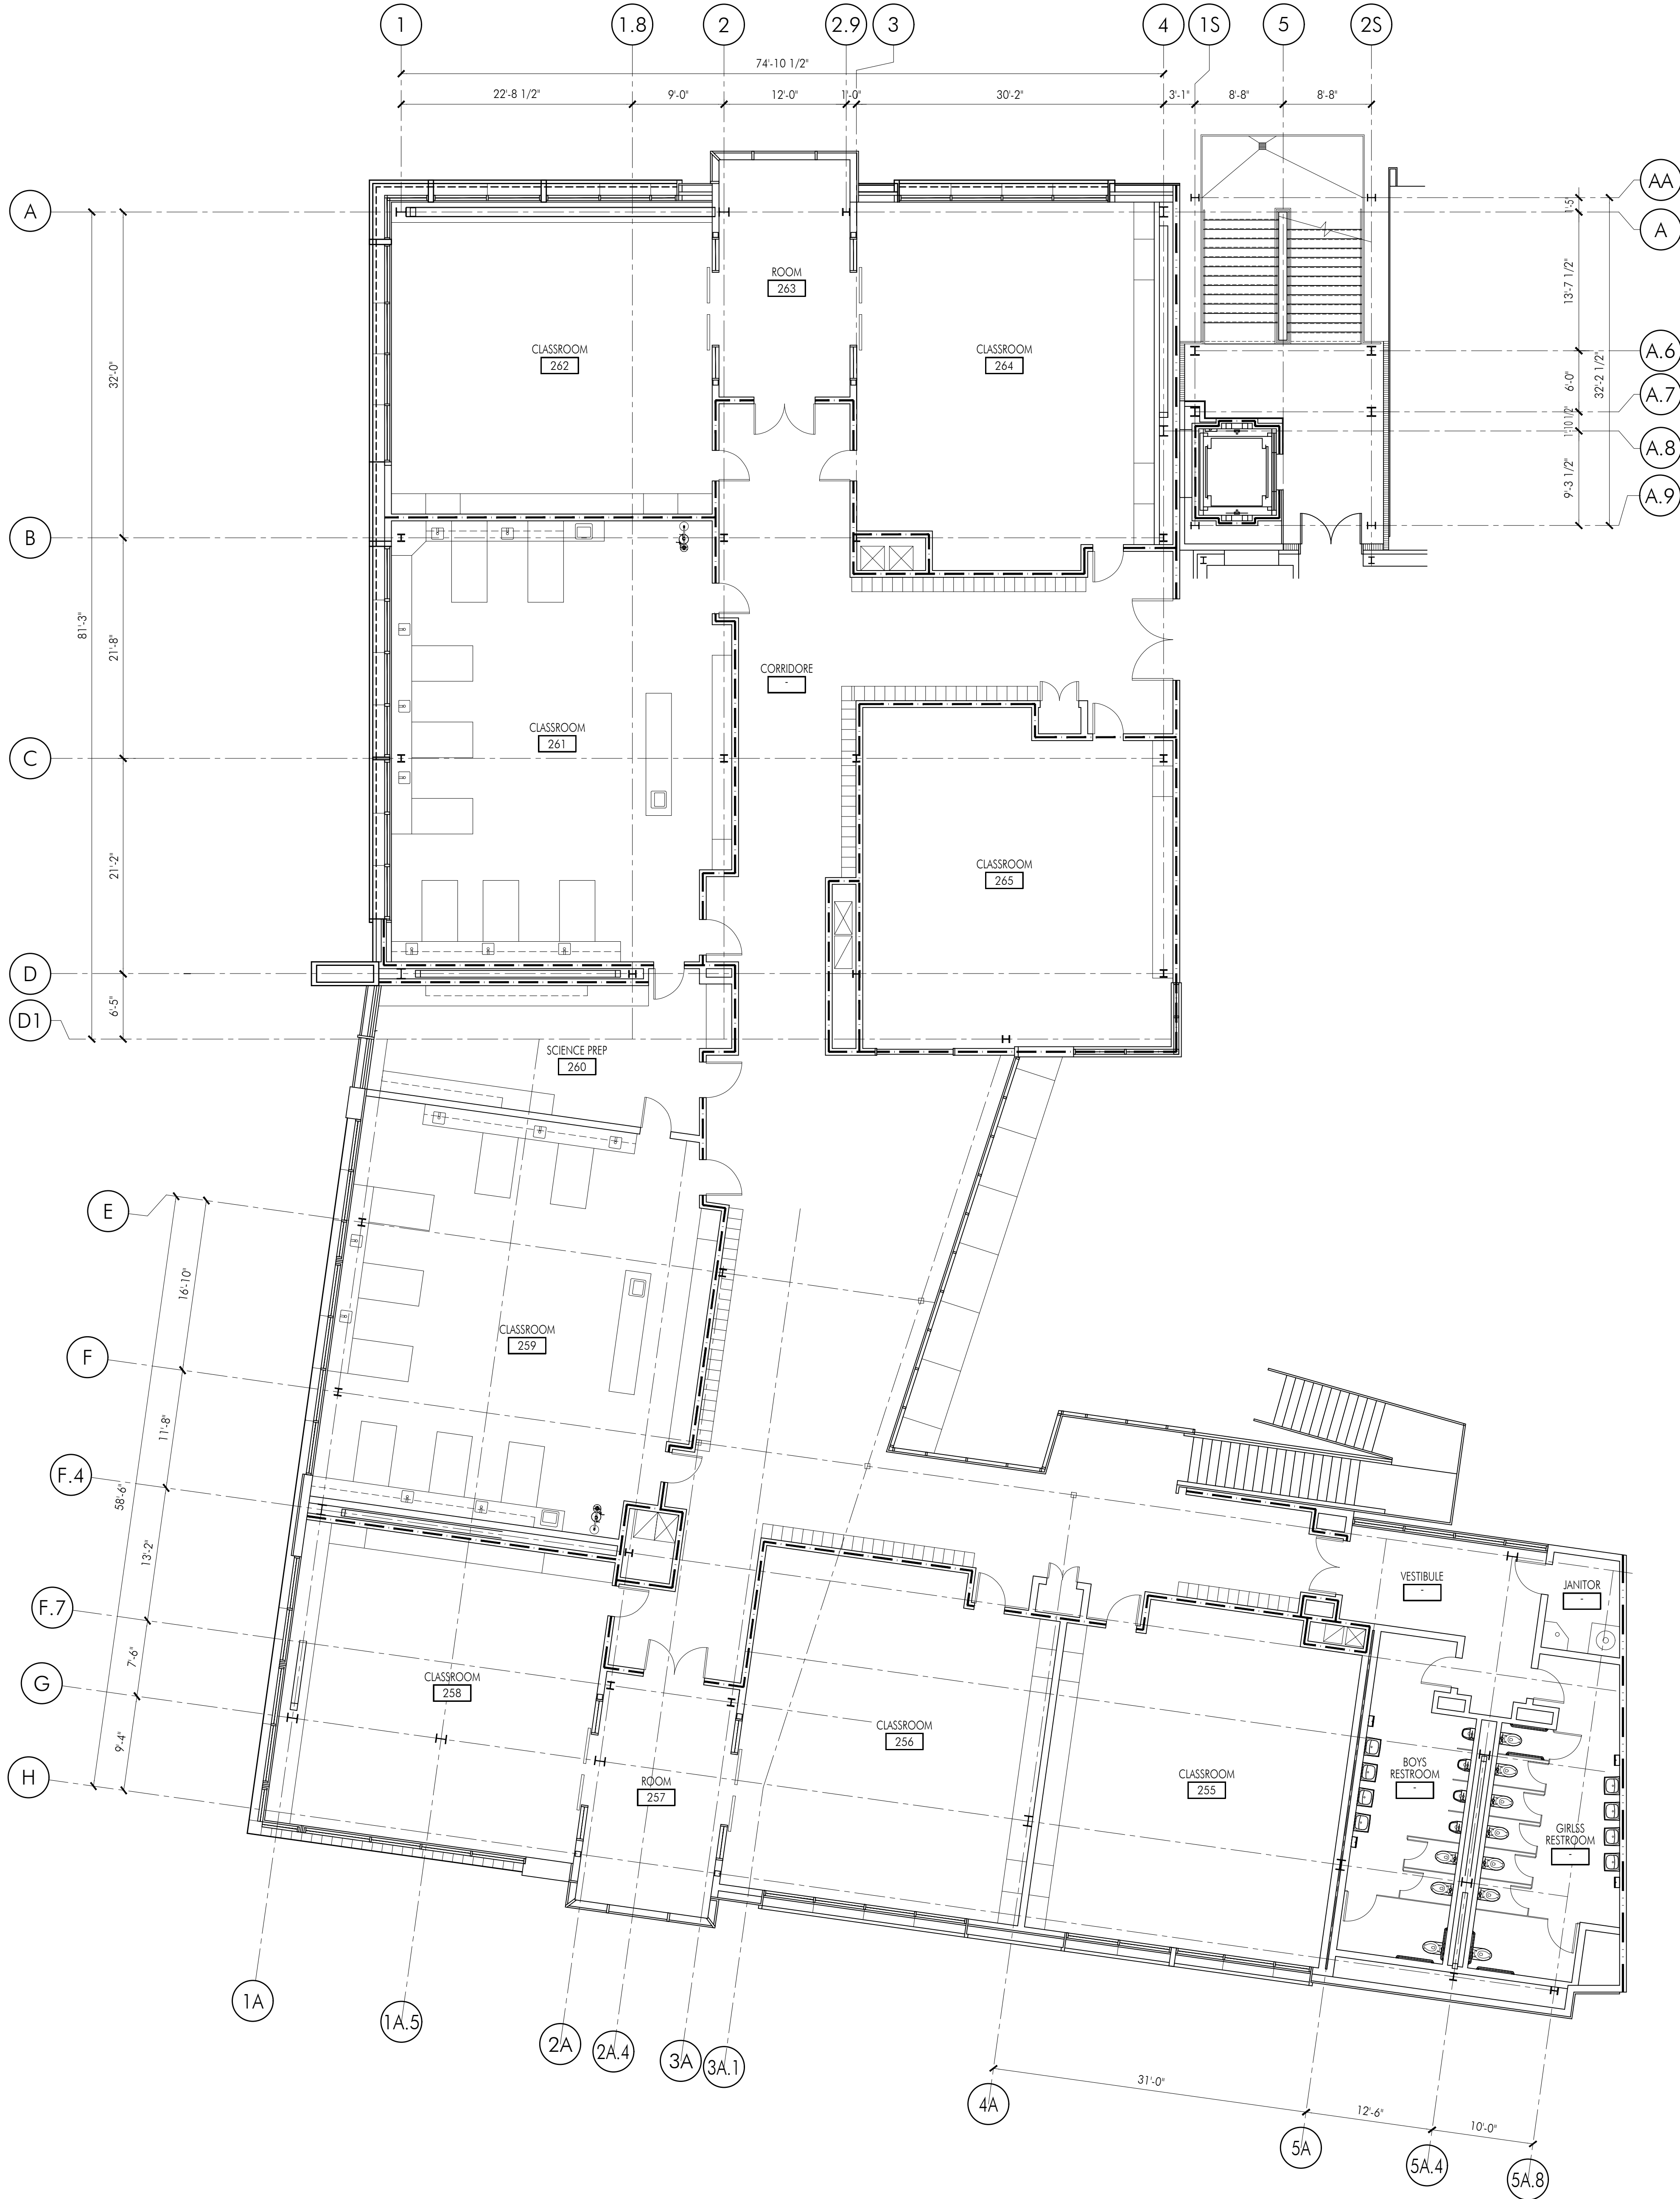 1
1.8
2
2.9
3
4
1S
5
2S
74'-10 1/2"
22'-8 1/2"
9'-0"
12'-0"
1'-0"
30'-2"
3'-1"
8'-8"
8'-8"
AA
A
A
1'-5"
13'-7 1/2"
32'-2 1/2"
A.6
6'-0"
A.7
1'-10 1/2"
A.8
9'-3 1/2"
A.9
ROOM
263
CLASSROOM
262
CLASSROOM
264
32'-0"
B
81'-3"
21'-8"
CORRIDORE
-
CLASSROOM
261
C
21'-2"
CLASSROOM
265
D
6'-5"
D1
SCIENCE PREP
260
E
16'-10"
CLASSROOM
259
F
11'-8"
F.4
58'-6"
13'-2"
VESTIBULE
-
JANITOR
-
F.7
7'-6"
CLASSROOM
258
G
CLASSROOM
256
9'-4"
BOYS
RESTROOM
-
CLASSROOM
255
ROOM
257
H
GIRLSS
RESTROOM
-
1A
1A.5
2A
2A.4
3A
3A.1
4A
31'-0"
12'-6"
10'-0"
5A
5A.4
5A.8